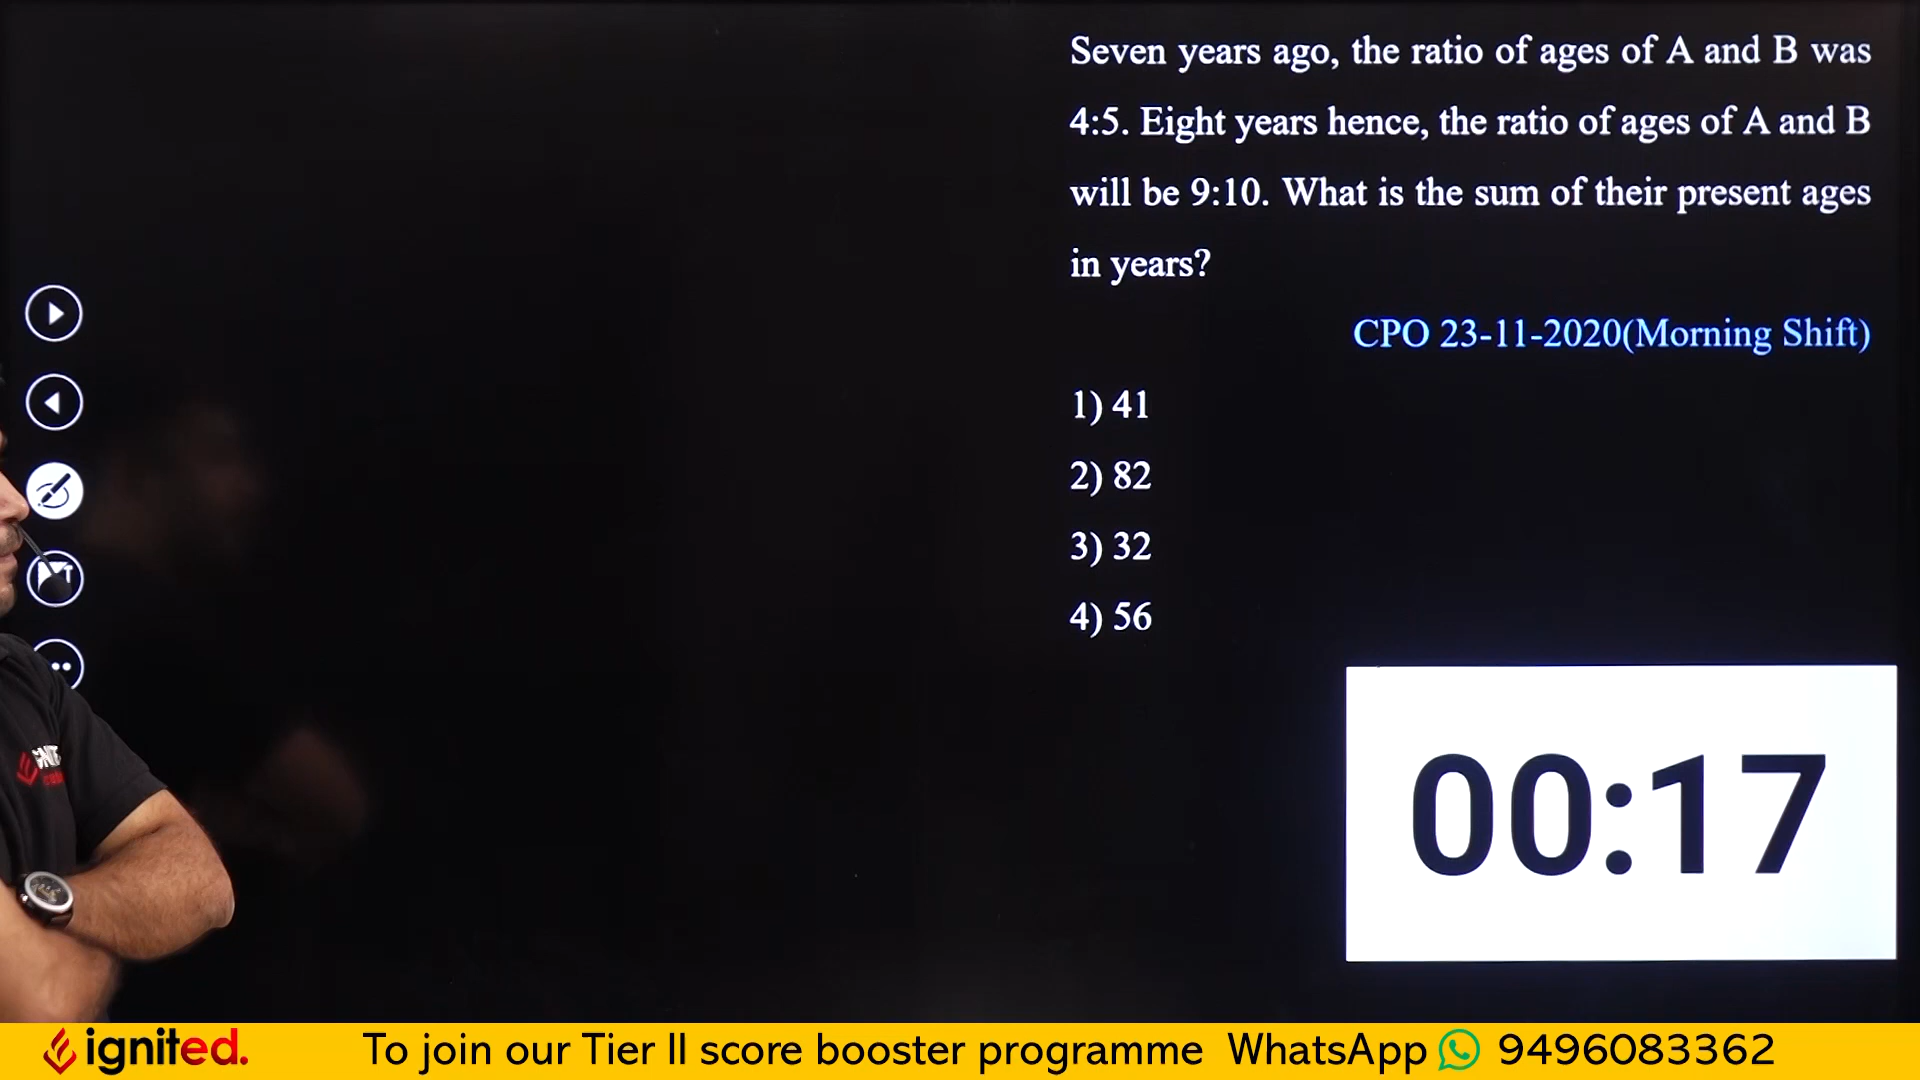 Seven years ago, the ratio of ages of A and B was
4:5. Eight years hence, the ratio of ages of A and B
will be 9:10. What is the sum of their present ages
in years?
CPO 23-11-2020(Morning Shift)
1) 41
2) 82
3) 32
4) 56
00:17
ignited. To join our Tier II score booster programme WhatsApp 9496083362